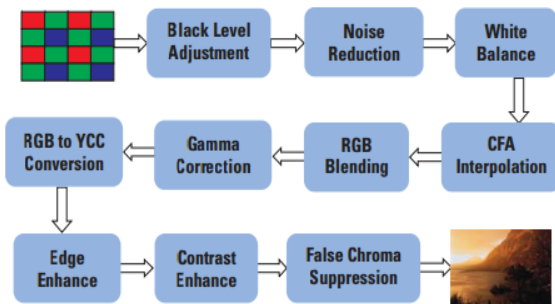 Black Level
Adjustment
Noise
Reduction
White
Balance
CFA
Interpolation
RGB
Blending
Gamma
Correction
RGB to YCC
Conversion
Edge
Enhance
Contrast
Enhance
False Chroma
Suppression